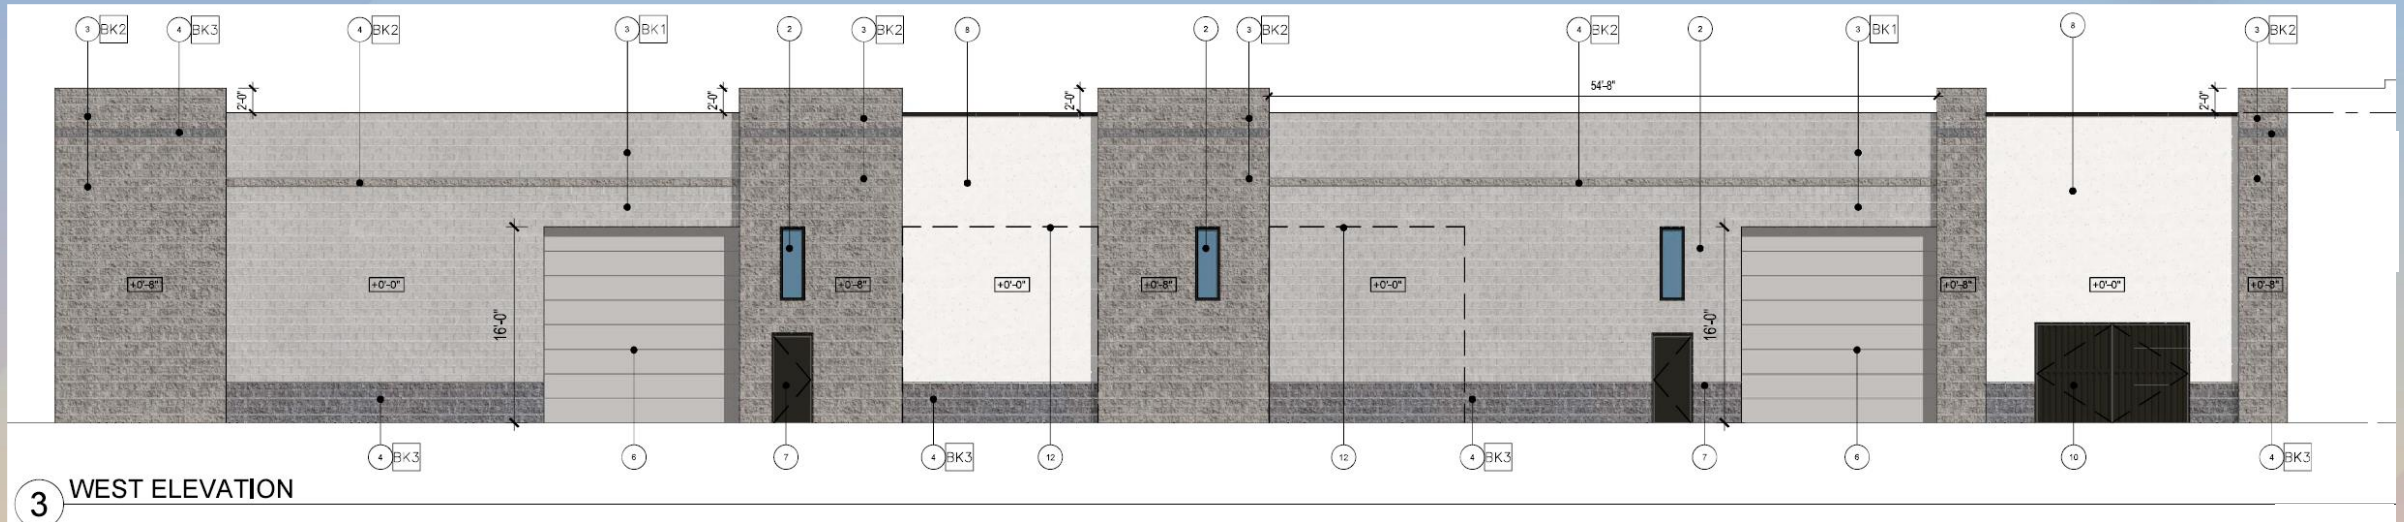 3 BK2 4 BK3 4 BK2 3 BK1 2 3 BK2 8 2 3 BK2 4 BK2 2 3 BK1 8 3 BK2
2'-0" 2'-0" 2'-0" 54'-8" 2'-0"
+0'-8" +0'-0" +0'-8" +0'-0" +0'-8" +0'-0" +0'-8" +0'-0" +0'-8"
16'-0" 16'-0"
4 BK3 6 7 4 BK3 12 12 4 BK3 7 6 10 4 BK3
3 WEST ELEVATION